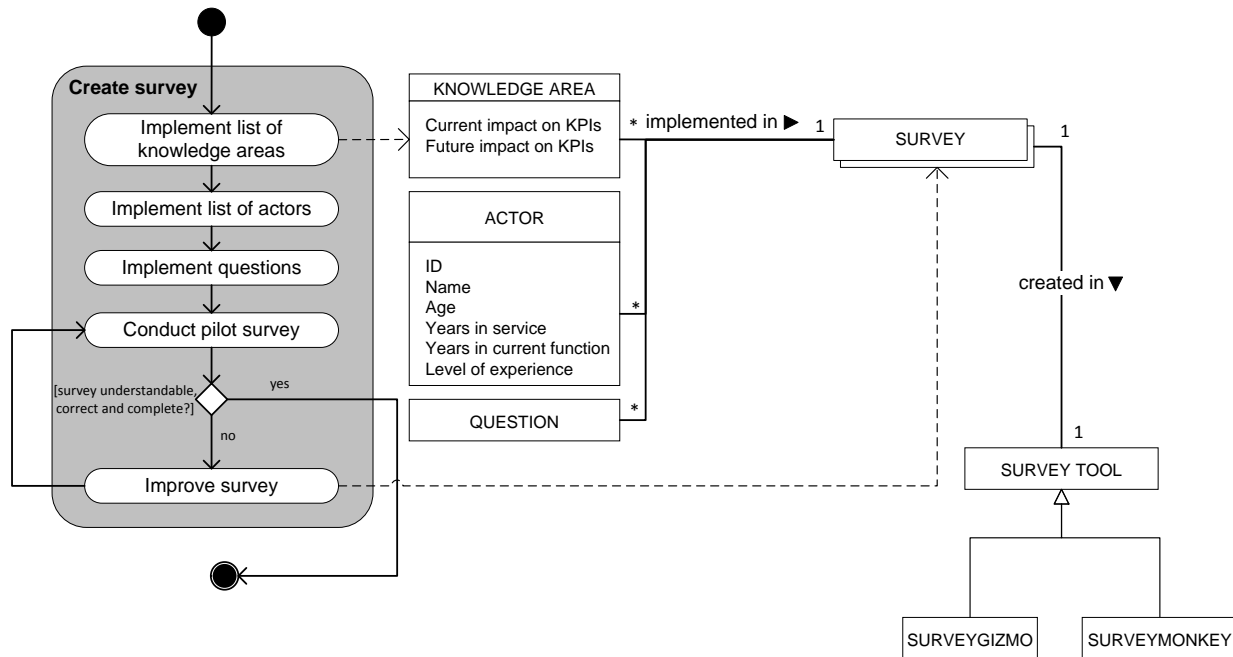 Create survey
Implement list of
knowledge areas
Implement list of actors
Implement questions
Conduct pilot survey
[survey understandable,
correct and complete?]
yes
no
Improve survey
KNOWLEDGE AREA
Current impact on KPIs
Future impact on KPIs
* implemented in ▶ 1
ACTOR
ID
Name
Age
Years in service
Years in current function
Level of experience
*
QUESTION
*
SURVEY
1
created in ▼
1
SURVEY TOOL
SURVEYGIZMO
SURVEYMONKEY